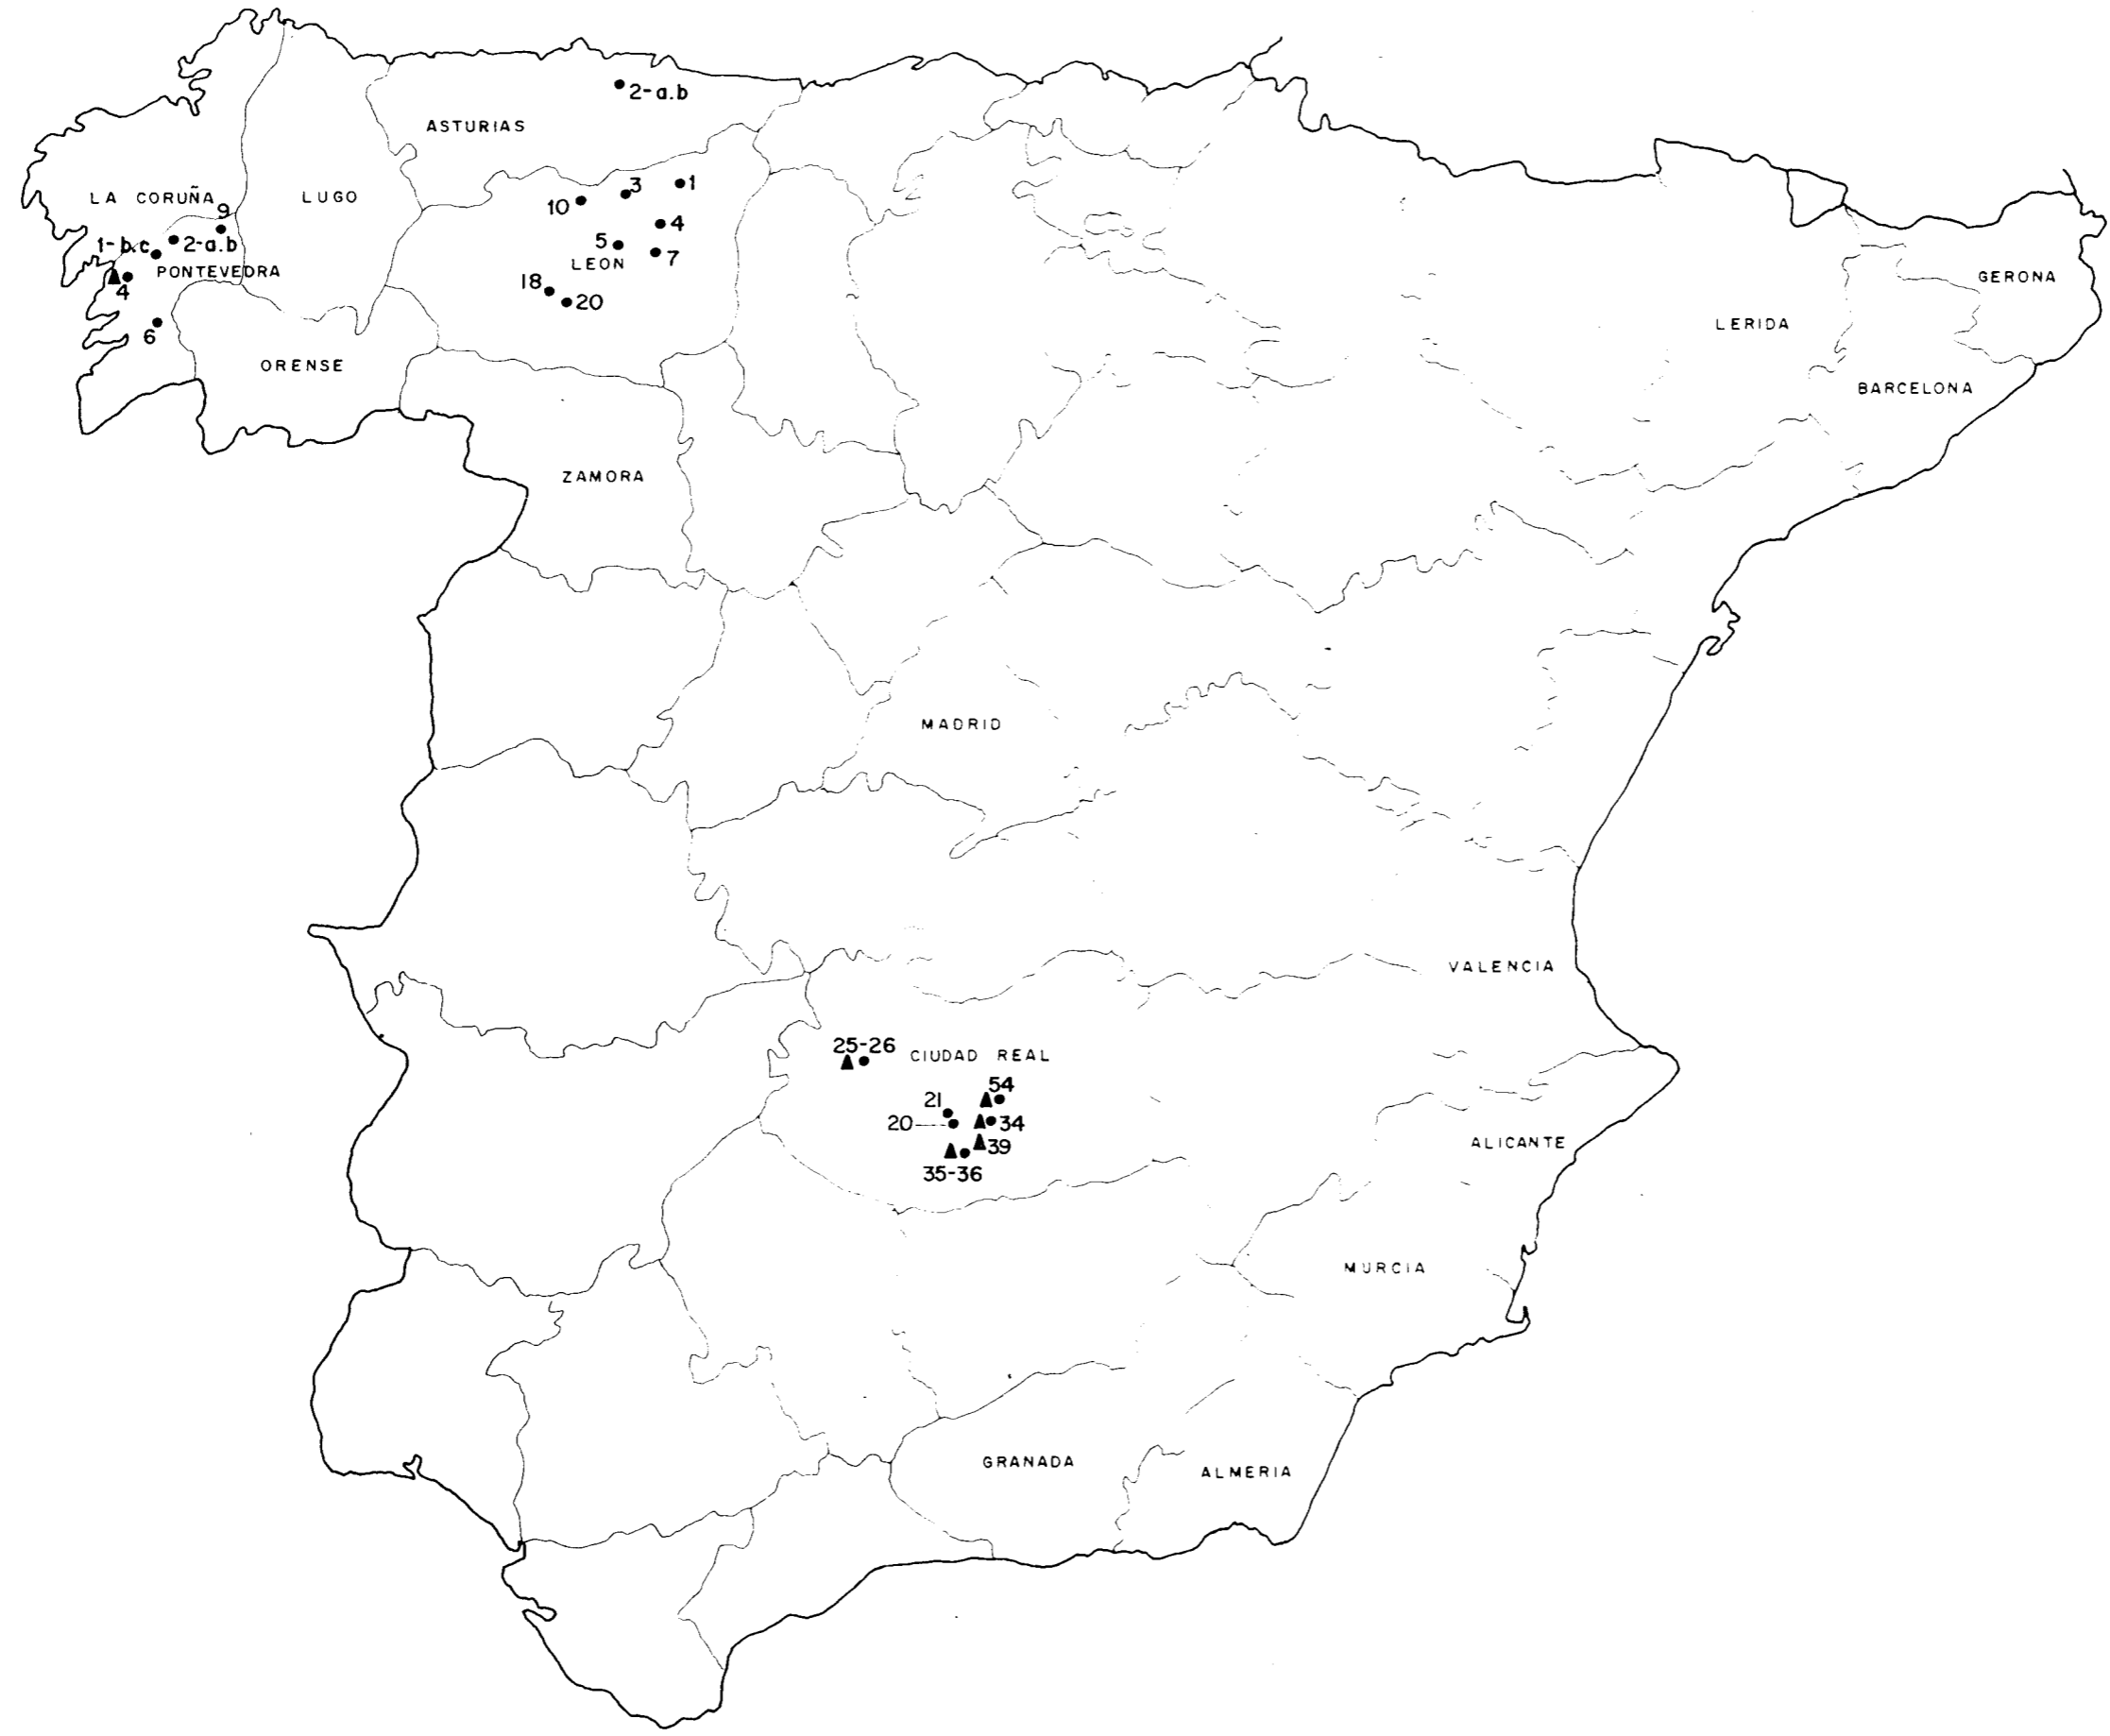 2-a.b
ASTURIAS
LA CORUÑA
LUGO
9
1-b.c
2-a.b
PONTEVEDRA
4
6
ORENSE
10
3
1
4
5
7
LEON
18
20
ZAMORA
GERONA
LERIDA
BARCELONA
MADRID
VALENCIA
25-26
CIUDAD REAL
54
21
20
34
39
35-36
ALICANTE
MURCIA
GRANADA
ALMERIA